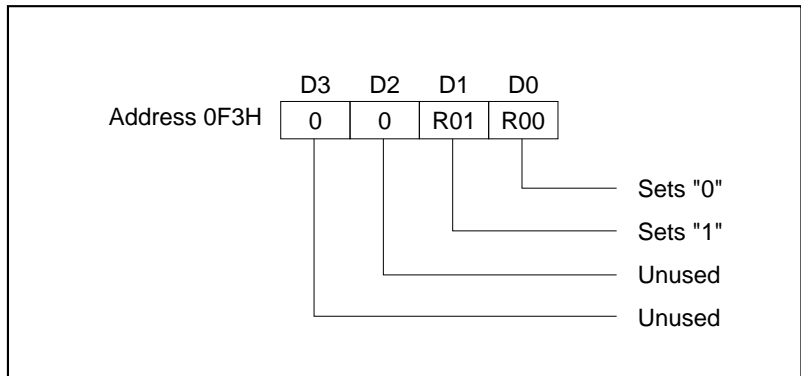 D3 D2 D1 D0
Address 0F3H 0 0 R01 R00
Sets "0"
Sets "1"
Unused
Unused